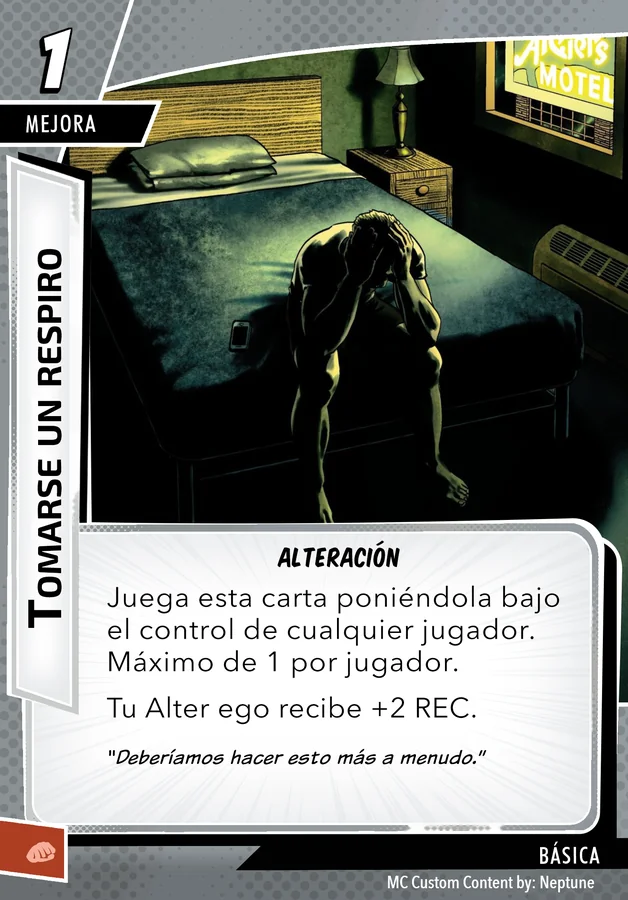 1
MEJORA
MOTEL
TOMARSE UN RESPIRO
ALTERACIÓN
Juega esta carta poniéndola bajo
el control de cualquier jugador.
Máximo de 1 por jugador.
Tu Alter ego recibe +2 REC.
"Deberíamos hacer esto más a menudo."
BÁSICA
MC Custom Content by: Neptune